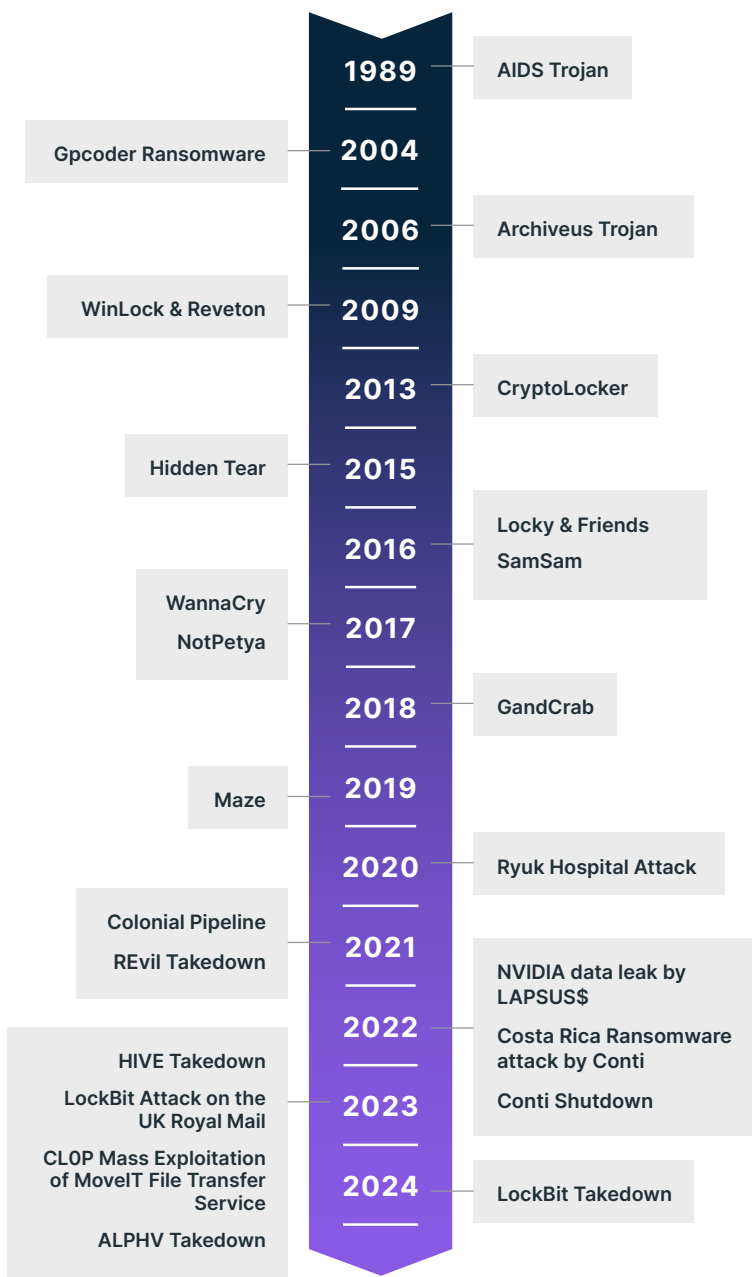 1989
AIDS Trojan
Gpcoder Ransomware
2004
2006
Archiveus Trojan
WinLock & Reveton
2009
2013
CryptoLocker
Hidden Tear
2015
2016
Locky & Friends
SamSam
WannaCry
NotPetya
2017
2018
GandCrab
Maze
2019
2020
Ryuk Hospital Attack
Colonial Pipeline
REvil Takedown
2021
2022
NVIDIA data leak by
LAPSUS$
Costa Rica Ransomware
attack by Conti
Conti Shutdown
HIVE Takedown
LockBit Attack on the
UK Royal Mail
CL0P Mass Exploitation
of MoveIT File Transfer
Service
ALPHV Takedown
2023
2024
LockBit Takedown